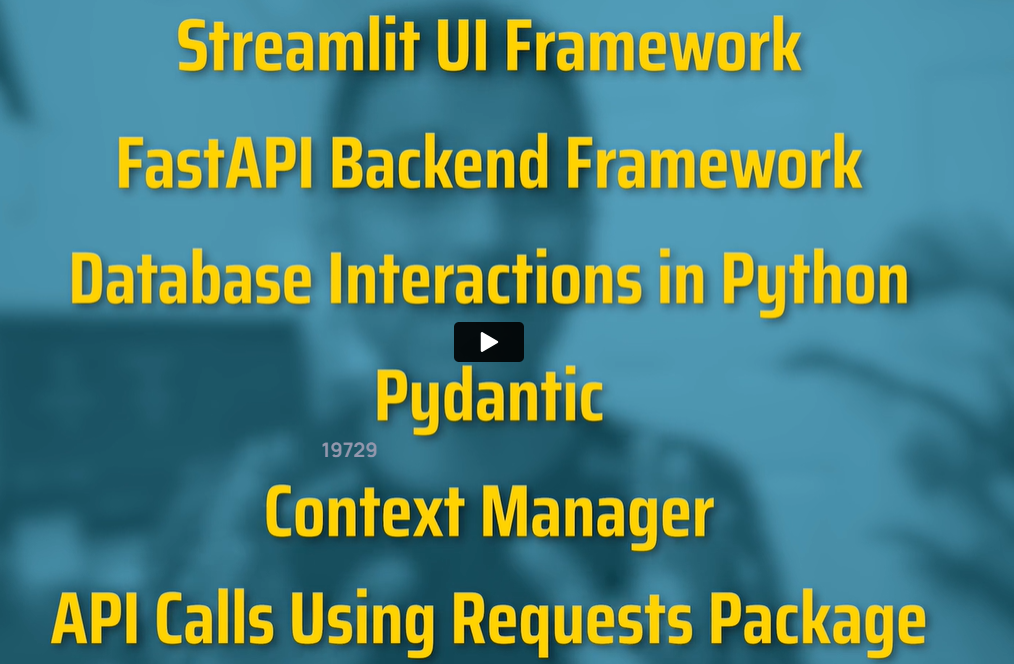 Streamlit UI Framework
FastAPI Backend Framework
Database Interactions in Python
Pydantic
19729
Context Manager
API Calls Using Requests Package